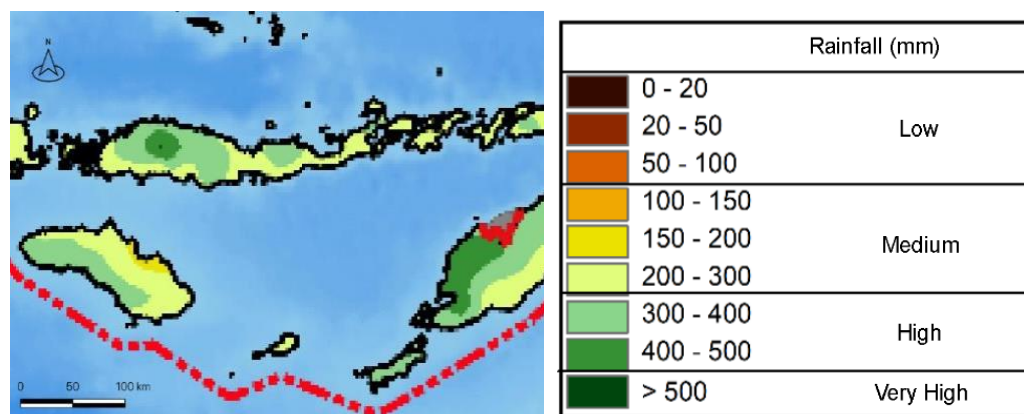 N
0 50 100 km
Rainfall (mm)
0 - 20
20 - 50
Low
50 - 100
100 - 150
150 - 200
Medium
200 - 300
300 - 400
High
400 - 500
> 500 Very High